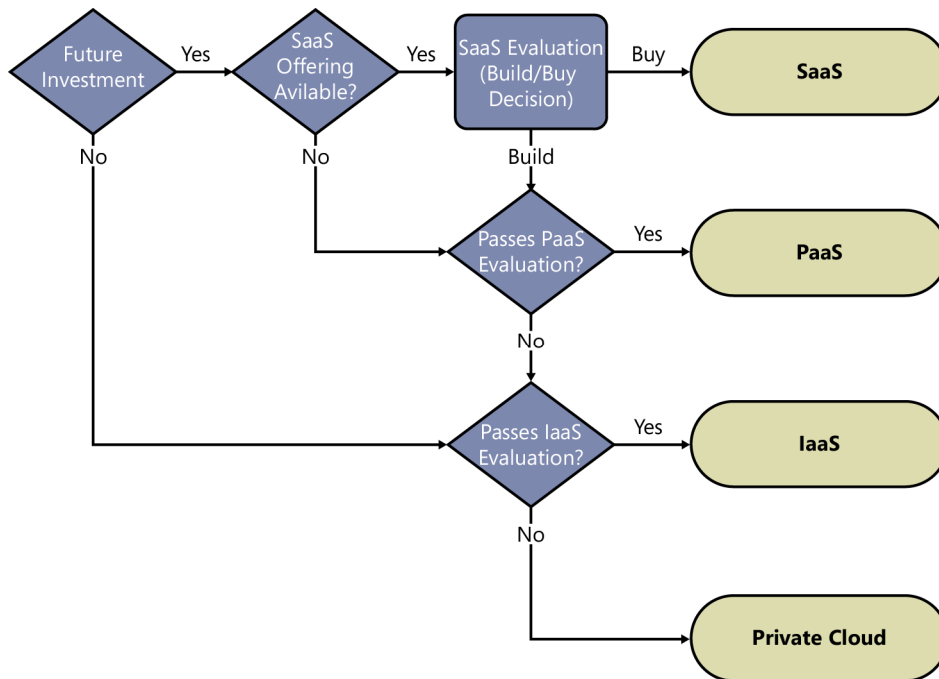 Future
Investment
Yes
SaaS
Offering
Avilable?
Yes
SaaS Evaluation
(Build/Buy
Decision)
Buy
SaaS
No
No
Build
Passes PaaS
Evaluation?
Yes
PaaS
No
Passes IaaS
Evaluation?
Yes
IaaS
No
Private Cloud